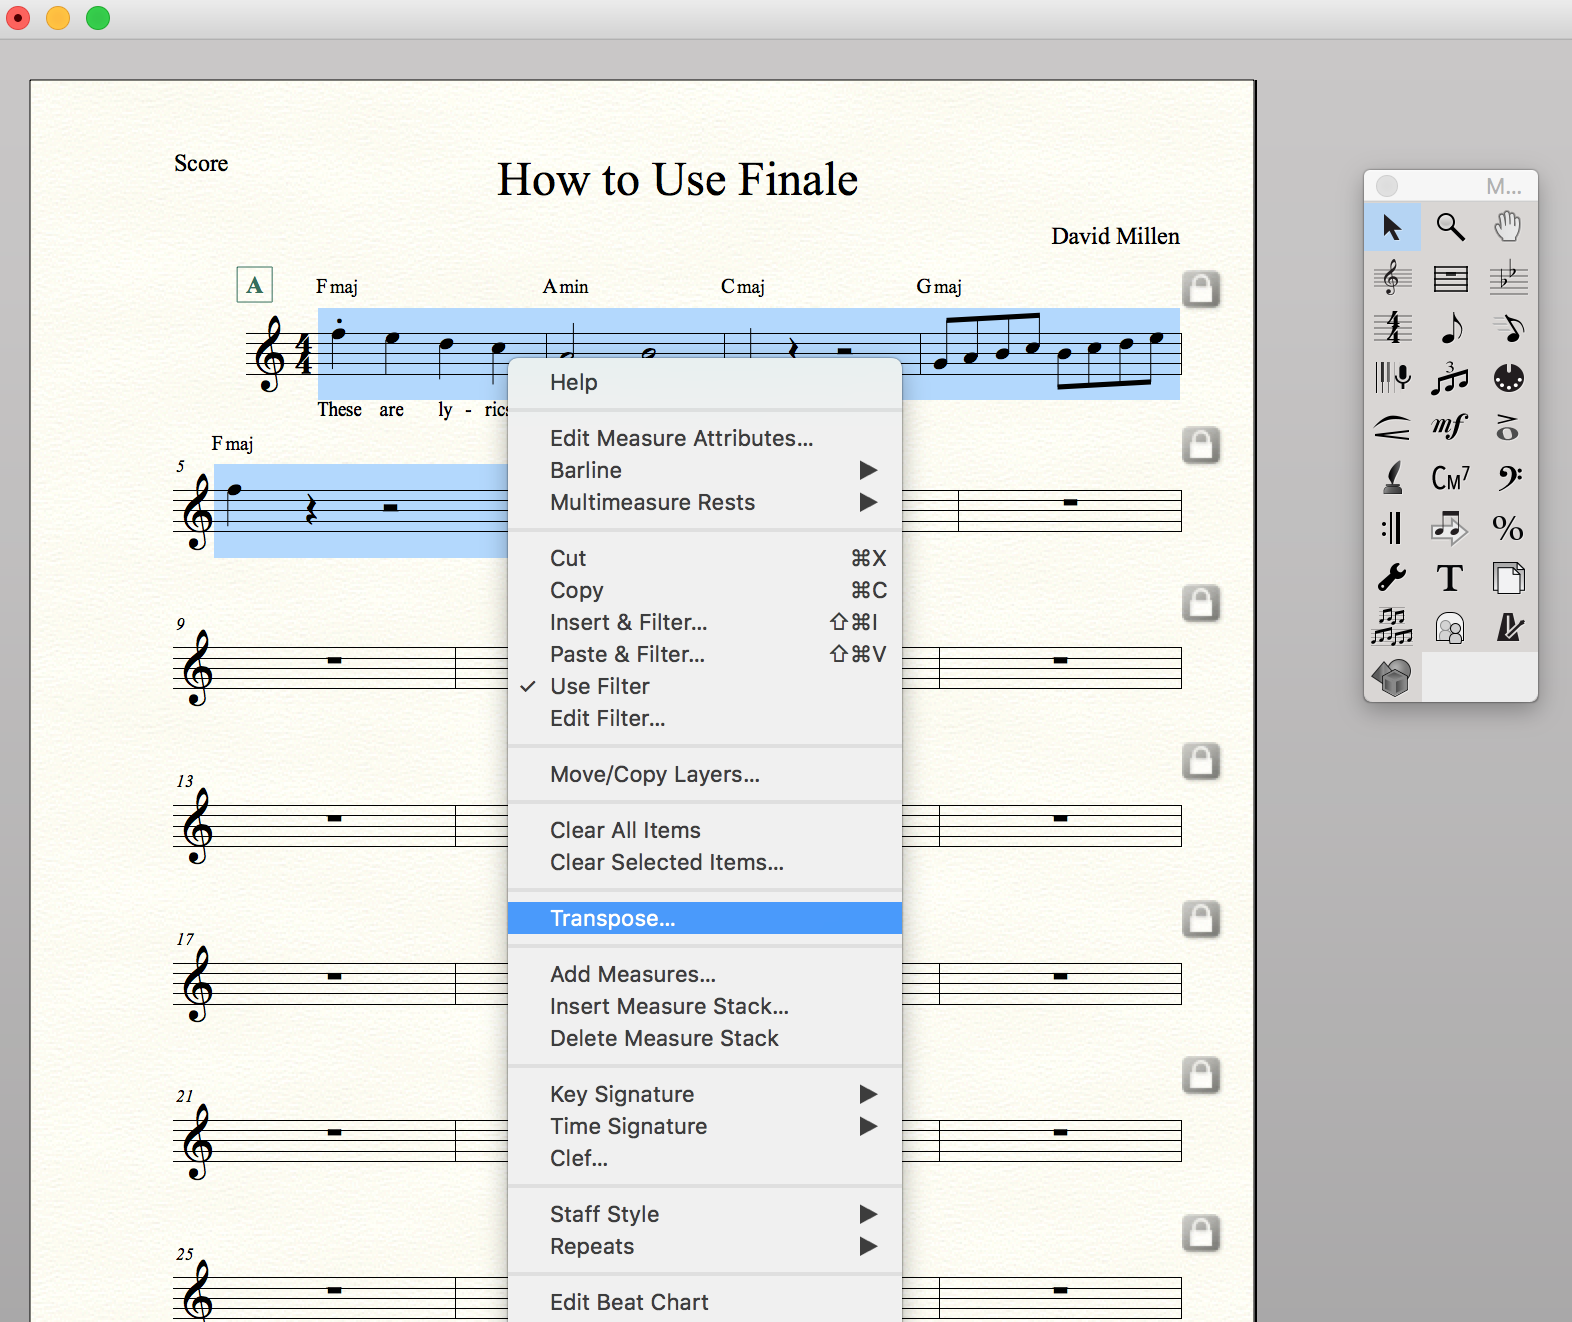 Score
How to Use Finale
David Millen
M...
A
F maj A min C maj G maj
These are ly - rics
F maj
5
9
13
17
21
25
Help
Edit Measure Attributes...
Barline
Multimeasure Rests
Cut ⌘X
Copy ⌘C
Insert & Filter... ⇧⌘I
Paste & Filter... ⇧⌘V
✓ Use Filter
Edit Filter...
Move/Copy Layers...
Clear All Items
Clear Selected Items...
Transpose...
Add Measures...
Insert Measure Stack...
Delete Measure Stack
Key Signature
Time Signature
Clef...
Staff Style
Repeats
Edit Beat Chart
3
mf
CM7
%
T